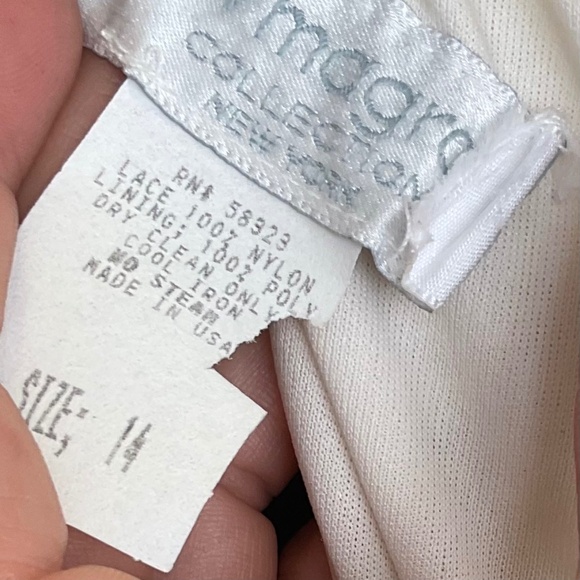 magro
COLLECTION
NEW YORK
RN# 58323
LACE 100% NYLON
LINING: 100% POLY
DRY CLEAN ONLY
COOL IRON
NO STEAM
MADE IN USA
SIZE: 14